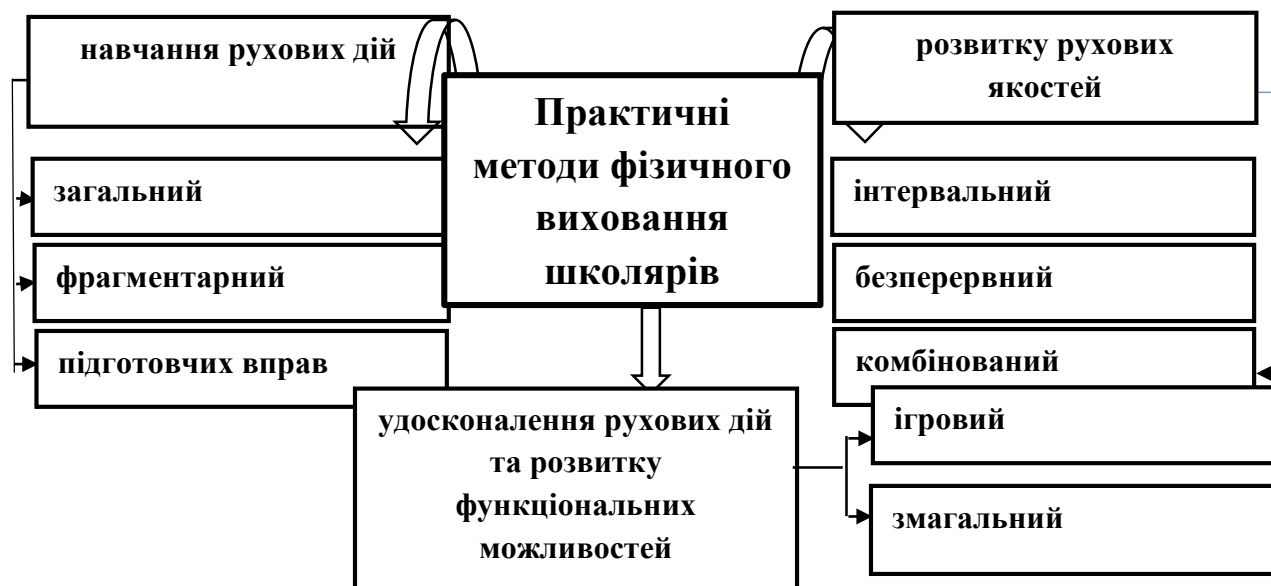 навчання рухових дій
розвитку рухових
якостей
Практичні
методи фізичного
виховання
школярів
загальний
фрагментарний
підготовчих вправ
інтервальний
безперервний
комбінований
удосконалення рухових дій
та розвитку
функціональних
можливостей
ігровий
змагальний